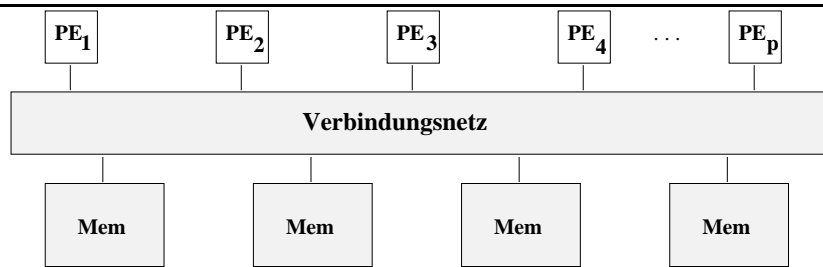 PE1 PE2 PE3 PE4 . . . PEp
Verbindungsnetz
Mem Mem Mem Mem